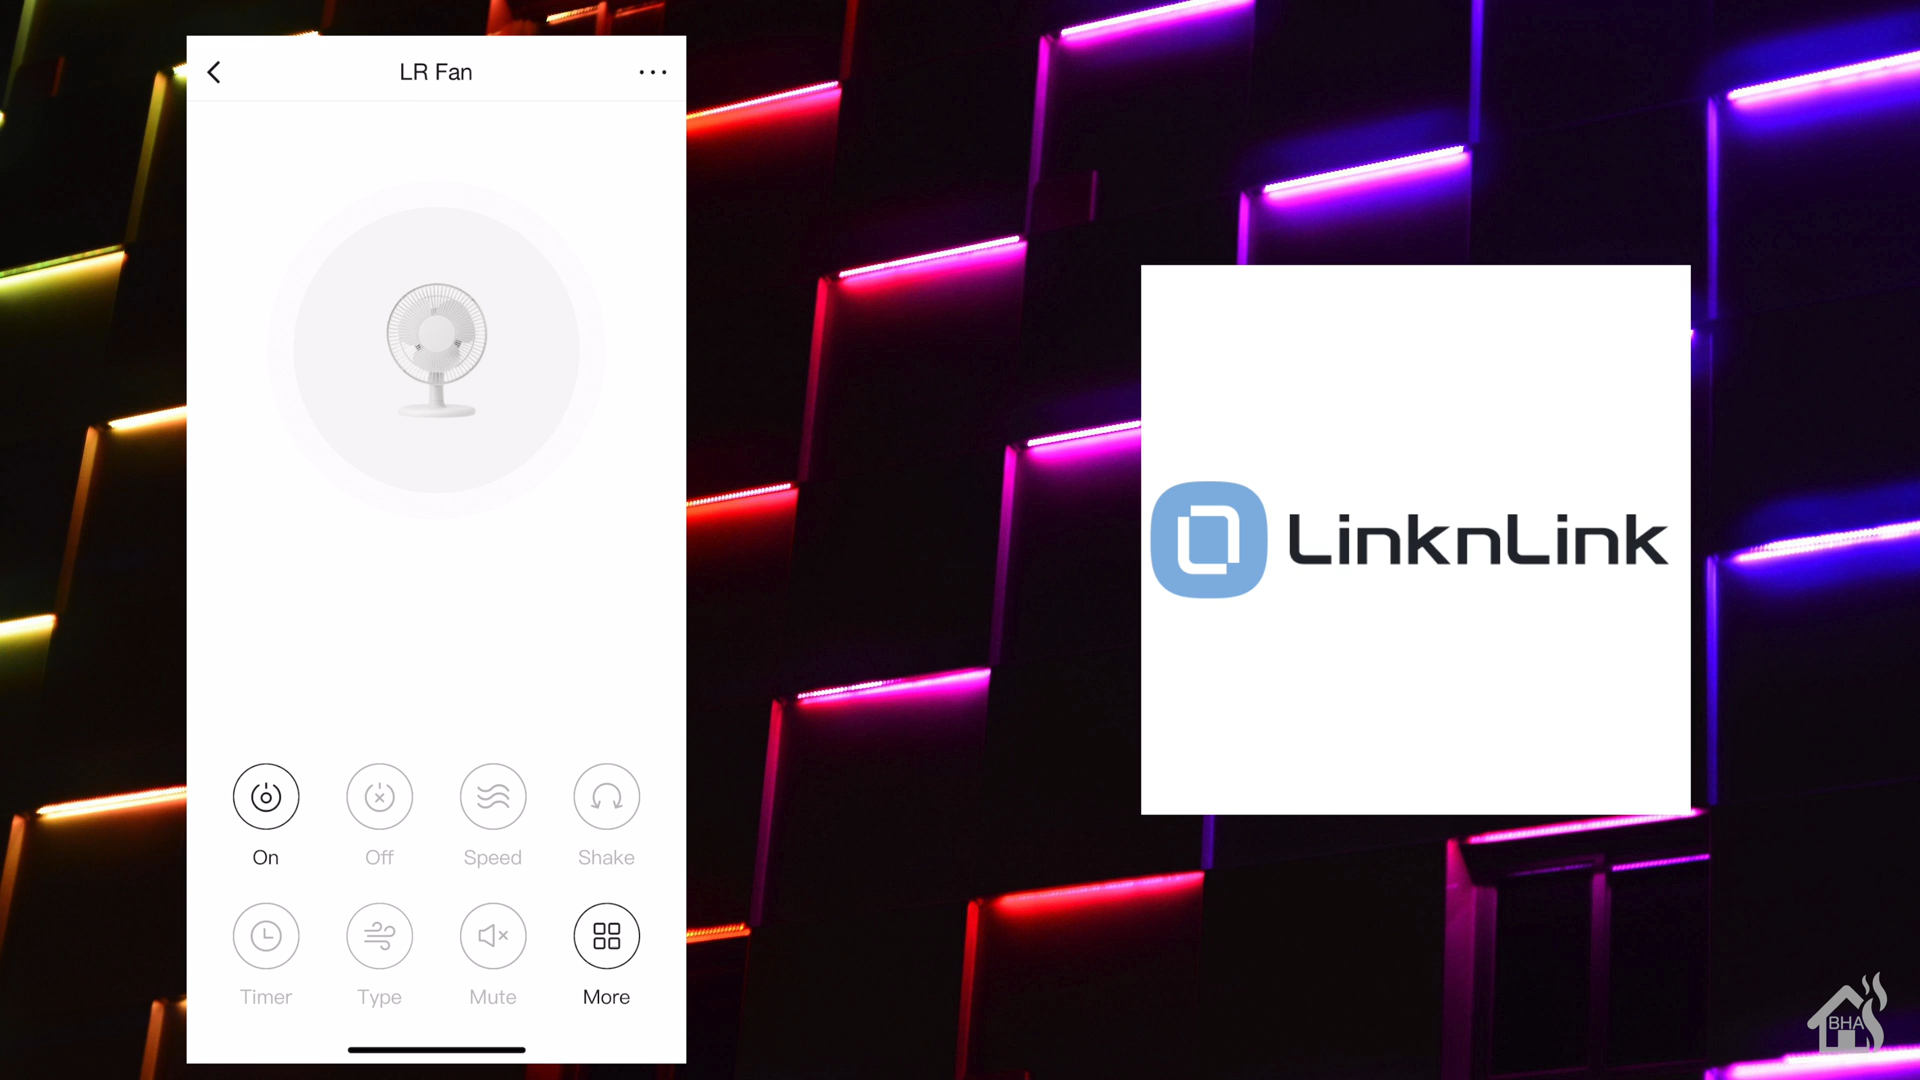 LR Fan
On
Off
Speed
Shake
Timer
Type
Mute
More
LinknLink
BHA